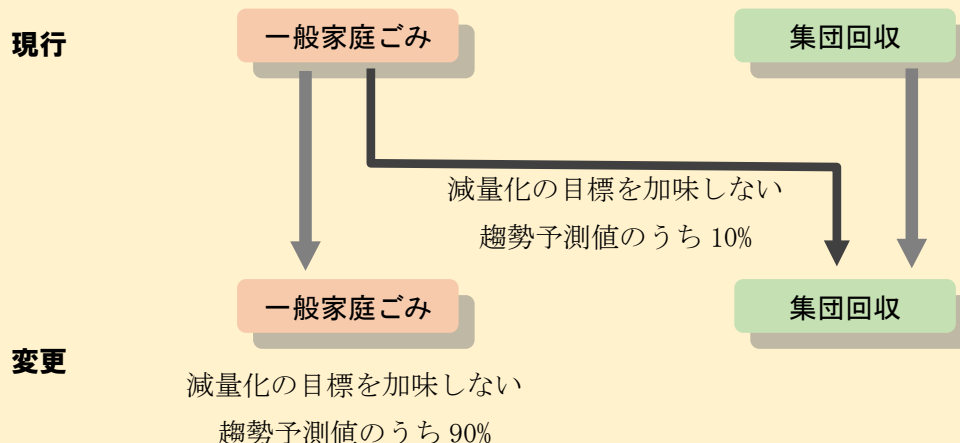 現行
一般家庭ごみ
集団回収
減量化の目標を加味しない
趨勢予測値のうち 10%
一般家庭ごみ
集団回収
変更
減量化の目標を加味しない
趨勢予測値のうち 90%